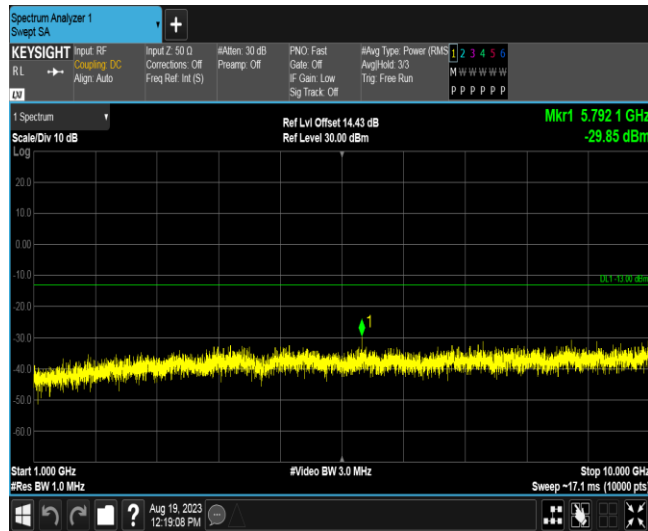 Spectrum Analyzer 1
Swept SA
+
KEYSIGHT
RL
LXI
Input: RF
Coupling: DC
Align: Auto
Input Z: 50 Ω
Corrections: Off
Freq Ref: Int (S)
#Atten: 30 dB
Preamp: Off
PNO: Fast
Gate: Off
IF Gain: Low
Sig Track: Off
#Avg Type: Power (RMS
Avg|Hold: 3/3
Trig: Free Run
1 2 3 4 5 6
M W W W W W
P P P P P P
1 Spectrum
Scale/Div 10 dB
Ref Lvl Offset 14.43 dB
Ref Level 30.00 dBm
Mkr1 5.792 1 GHz
-29.85 dBm
Log
20.0
10.0
0.00
-10.0
DL1 -13.00 dBm
-20.0
1
-30.0
-40.0
-50.0
-60.0
Start 1.000 GHz
#Video BW 3.0 MHz
Stop 10.000 GHz
#Res BW 1.0 MHz
Sweep ~17.1 ms (10000 pts)
?
Aug 19, 2023
12:19:08 PM